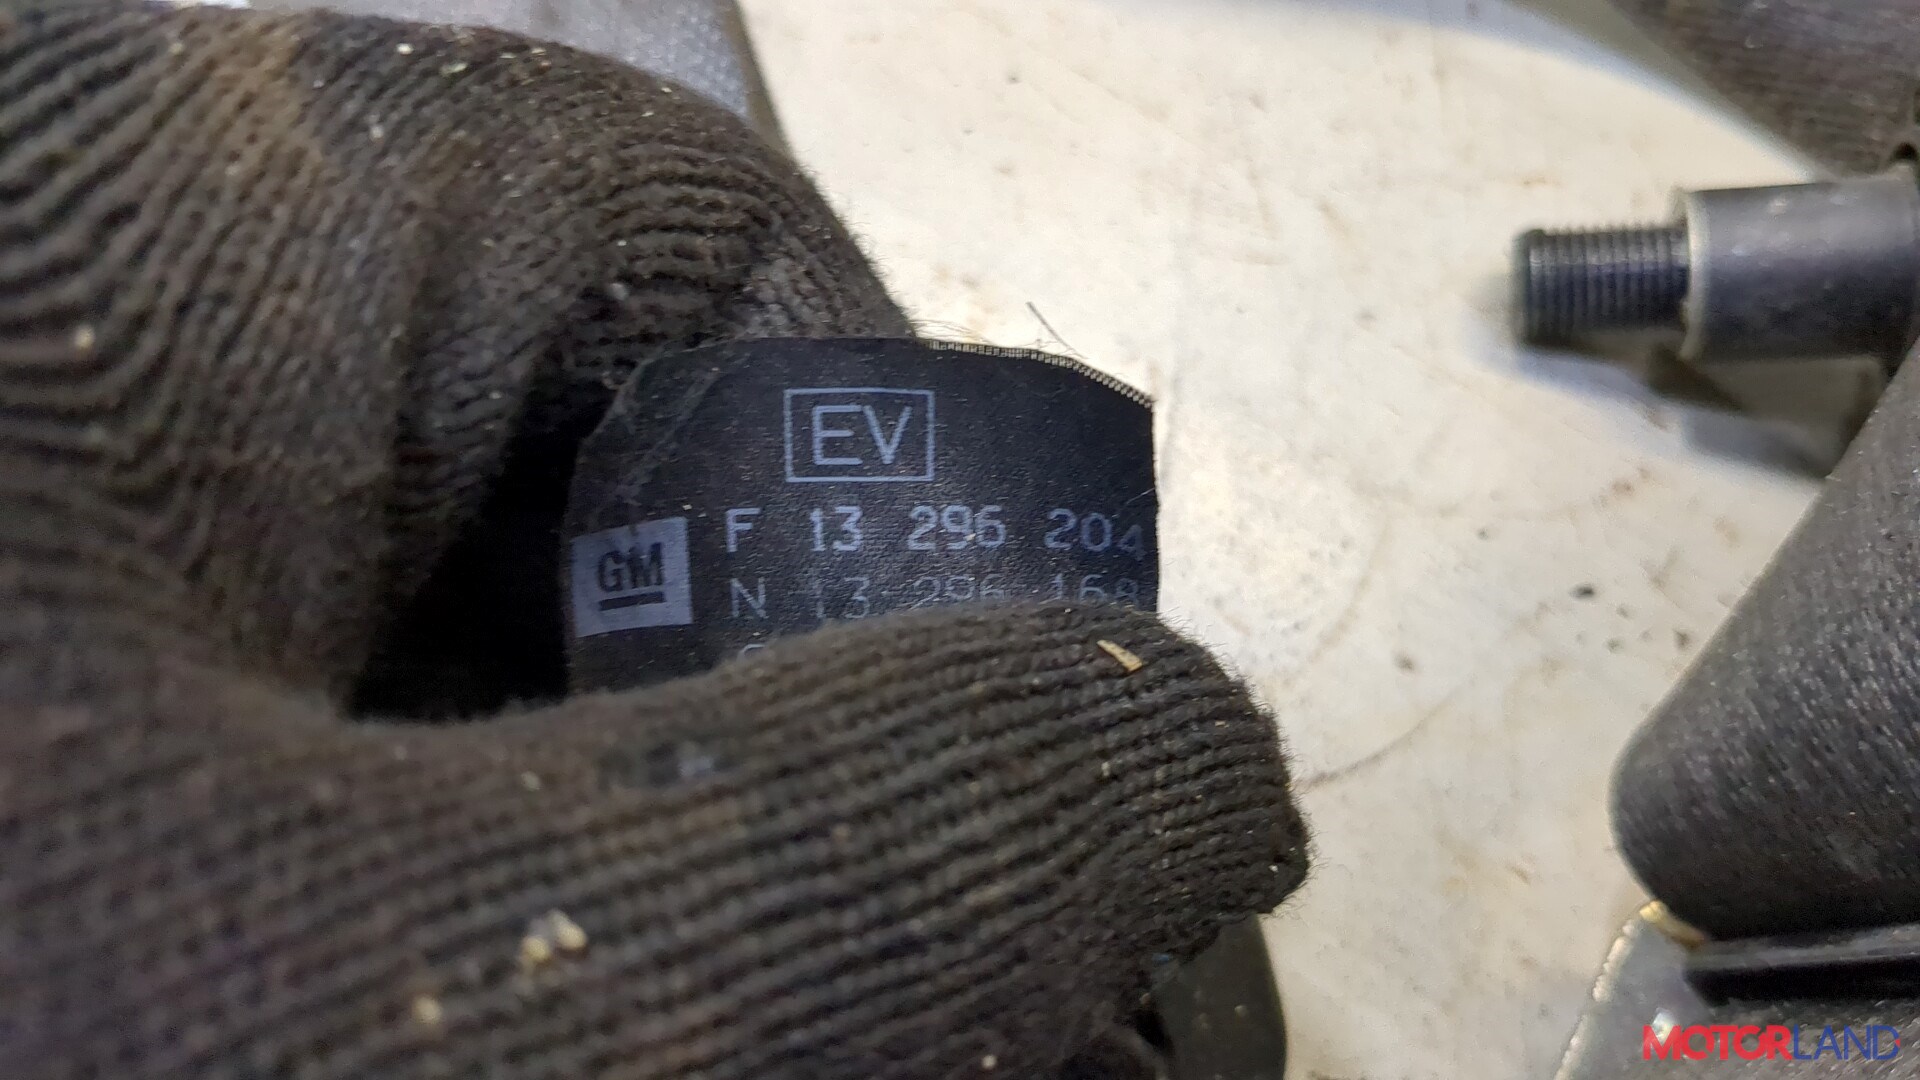 EV
F 13 296 204
GM
N 13 296 168
MOTORLAND